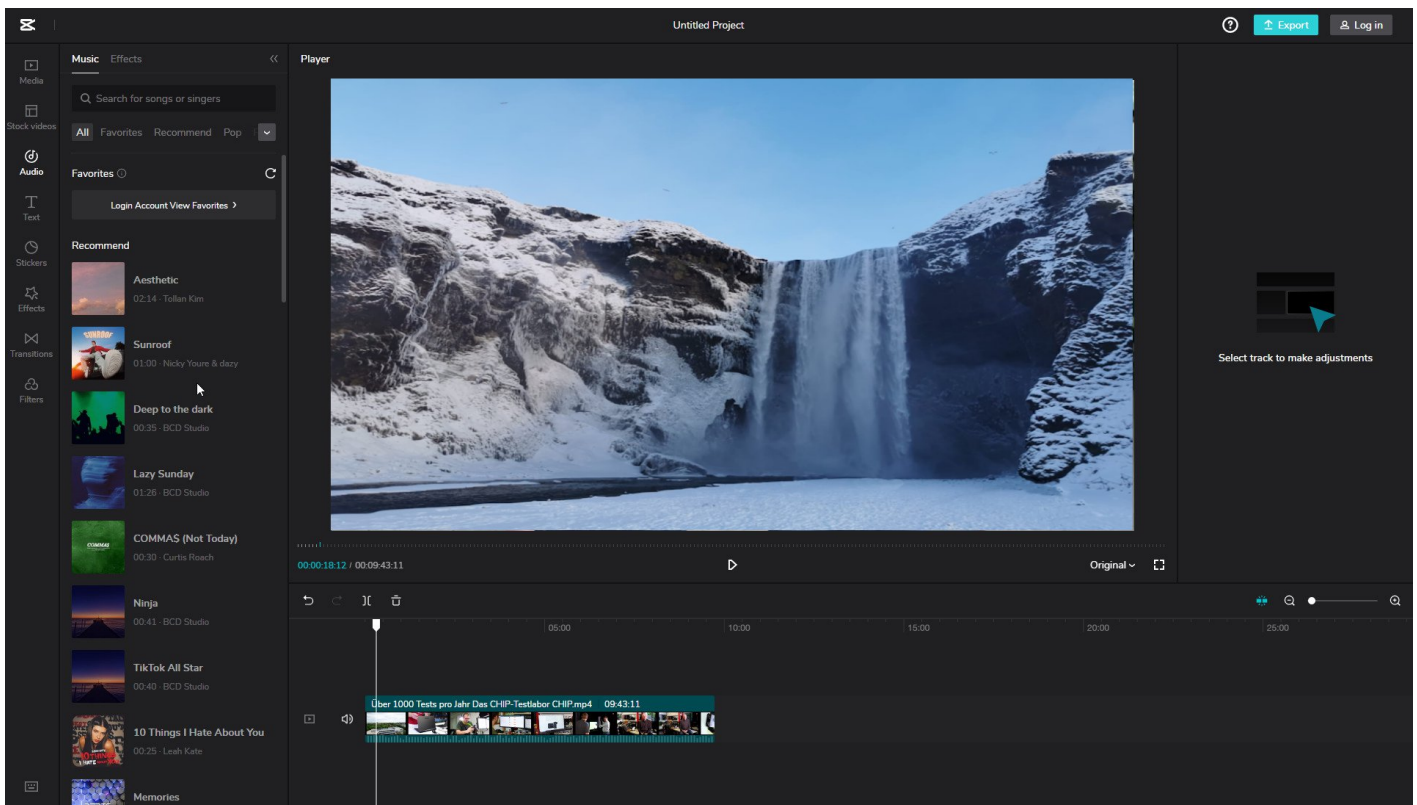 Untitled Project
Export
Log in
Media
Stock videos
Audio
Text
Stickers
Effects
Transitions
Filters
Music Effects
Search for songs or singers
All Favorites Recommend Pop
Favorites
Login Account View Favorites >
Recommend
Aesthetic
02:14 · Tollan Kim
SUNROOF
Sunroof
01:00 · Nicky Youre & dazy
Deep to the dark
00:35 · BCD Studio
Lazy Sunday
01:26 · BCD Studio
COMMAS
COMMAS (Not Today)
00:30 · Curtis Roach
Ninja
00:41 · BCD Studio
TikTok All Star
00:40 · BCD Studio
10 Things I Hate About You
00:25 · Leah Kate
Memories
Player
00:00:18:12 / 00:09:43:11
Original
Select track to make adjustments
05:00 10:00 15:00 20:00 25:00
Über 1000 Tests pro Jahr Das CHIP-Testlabor CHIP.mp4 09:43:11